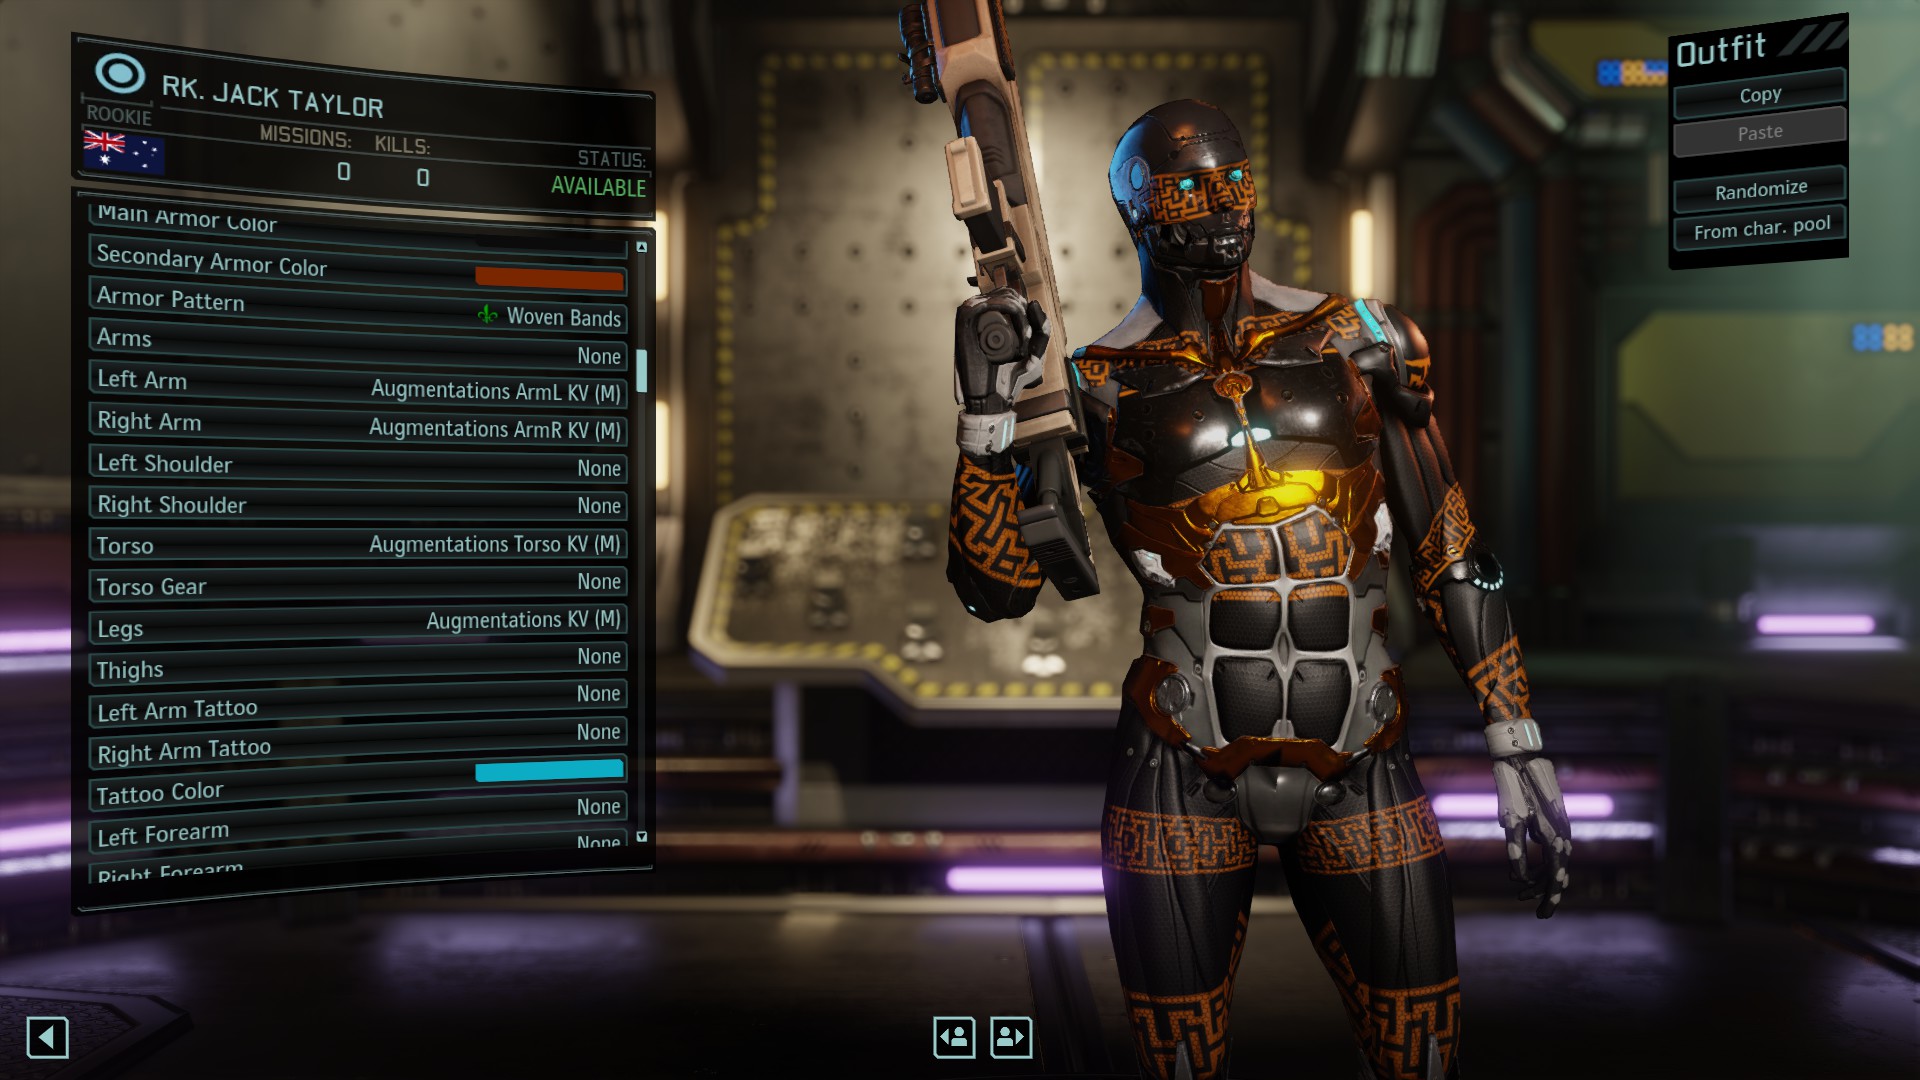 RK. JACK TAYLOR
ROOKIE
MISSIONS: KILLS:
0 0
STATUS:
AVAILABLE
Main Armor Color
Secondary Armor Color
Armor Pattern Woven Bands
Arms None
Left Arm Augmentations ArmL KV (M)
Right Arm Augmentations ArmR KV (M)
Left Shoulder None
Right Shoulder None
Torso Augmentations Torso KV (M)
Torso Gear None
Legs Augmentations KV (M)
Thighs None
Left Arm Tattoo None
Right Arm Tattoo None
Tattoo Color
Left Forearm None
Right Forearm None
Outfit
Copy
Paste
Randomize
From char. pool